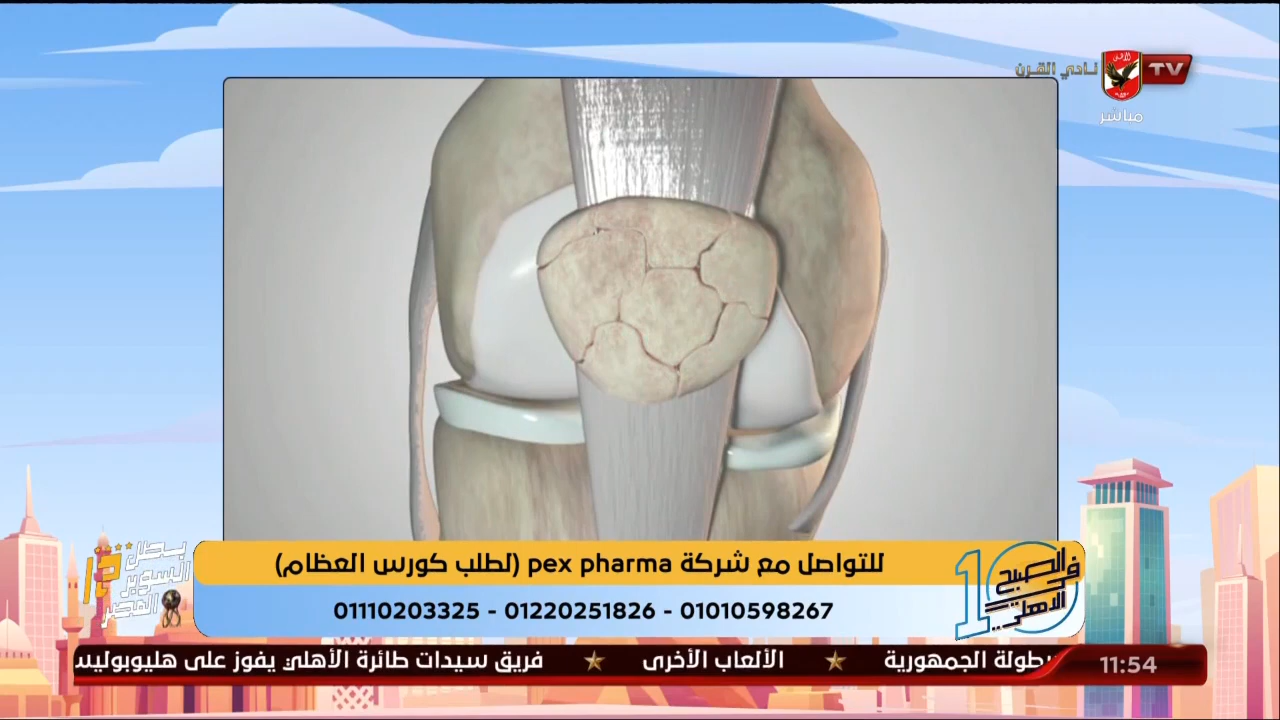 نادي القرن
TV
مباشر
بطل
السوبر
المصري
للتواصل مع شركة pex pharma (لطلب كورس العظام)
01110203325 - 01220251826 - 01010598267
10 الصبح في الأهلي
بطولة الجمهورية ★ الألعاب الأخرى ★ فريق سيدات طائرة الأهلي يفوز على هليوبوليس
11:54